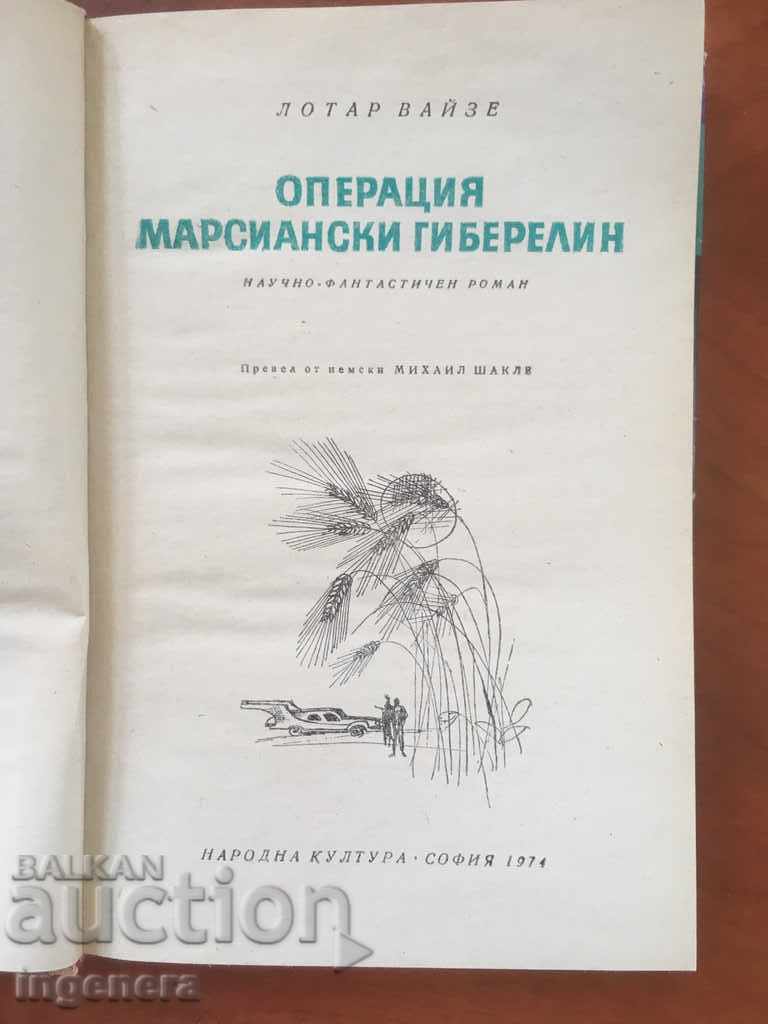 ЛОТАР ВАЙЗЕ
ОПЕРАЦИЯ
МАРСИАНСКИ ГИБЕРЕЛИН
НАУЧНО-ФАНТАСТИЧЕН РОМАН
Превел от немски МИХАИЛ ШАКЛЕ
НАРОДНА КУЛТУРА · СОФИЯ 1974
BALKAN
auction
ingenera